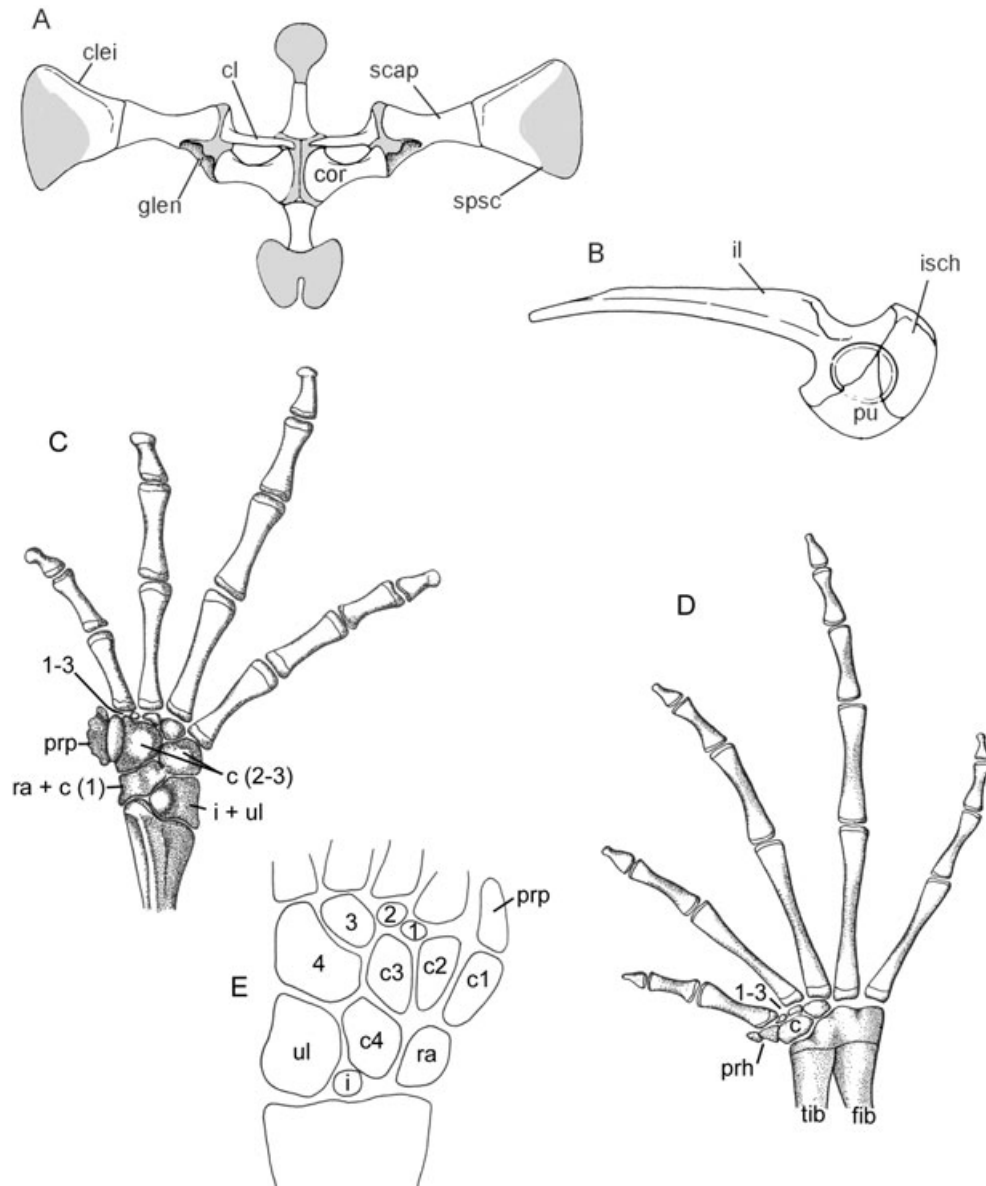 A
clei
cl
scap
cor
glen
spsc
B
il
isch
pu
C
1-3
prp
c (2-3)
ra + c (1)
i + ul
D
1-3
c
prh
tib
fib
E
prp
3
2
1
4
c3
c2
c1
ul
c4
ra
i